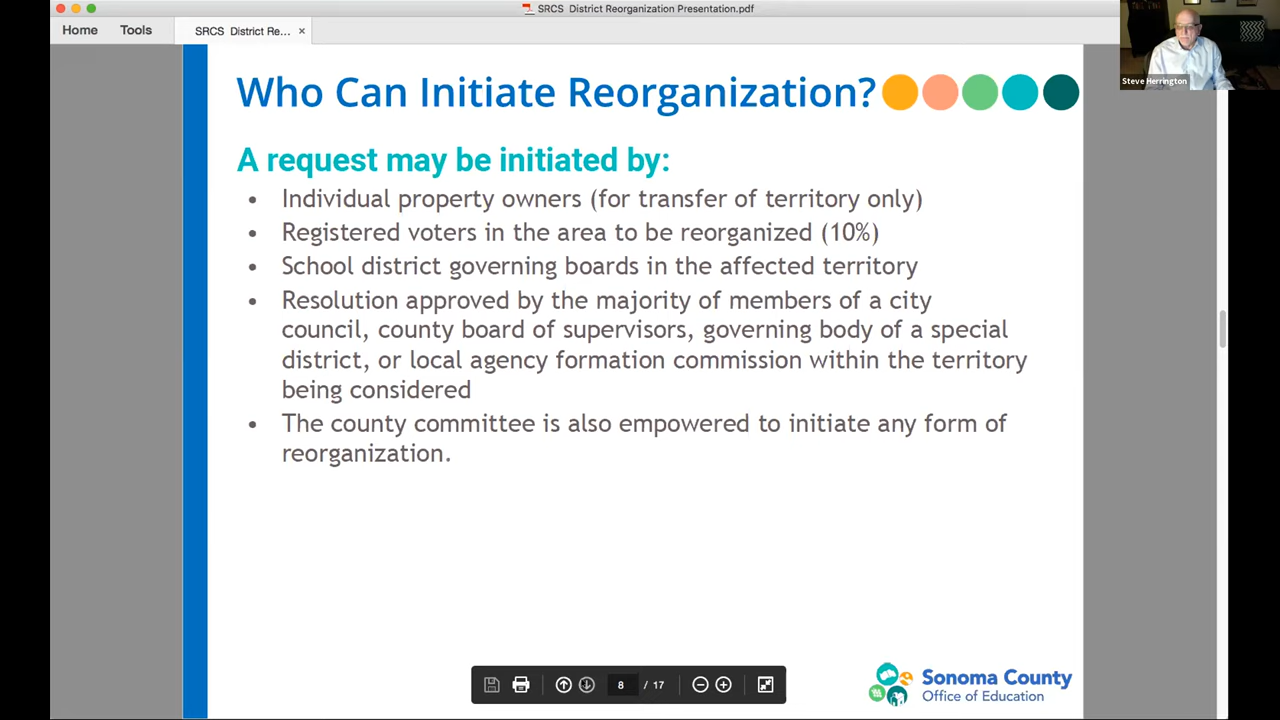 SRCS District Reorganization Presentation.pdf
Home
Tools
SRCS District Re...
×
Steve Herrington
Who Can Initiate Reorganization?
A request may be initiated by:
• Individual property owners (for transfer of territory only)
• Registered voters in the area to be reorganized (10%)
• School district governing boards in the affected territory
• Resolution approved by the majority of members of a city
council, county board of supervisors, governing body of a special
district, or local agency formation commission within the territory
being considered
• The county committee is also empowered to initiate any form of
reorganization.
8 / 17
Sonoma County
Office of Education